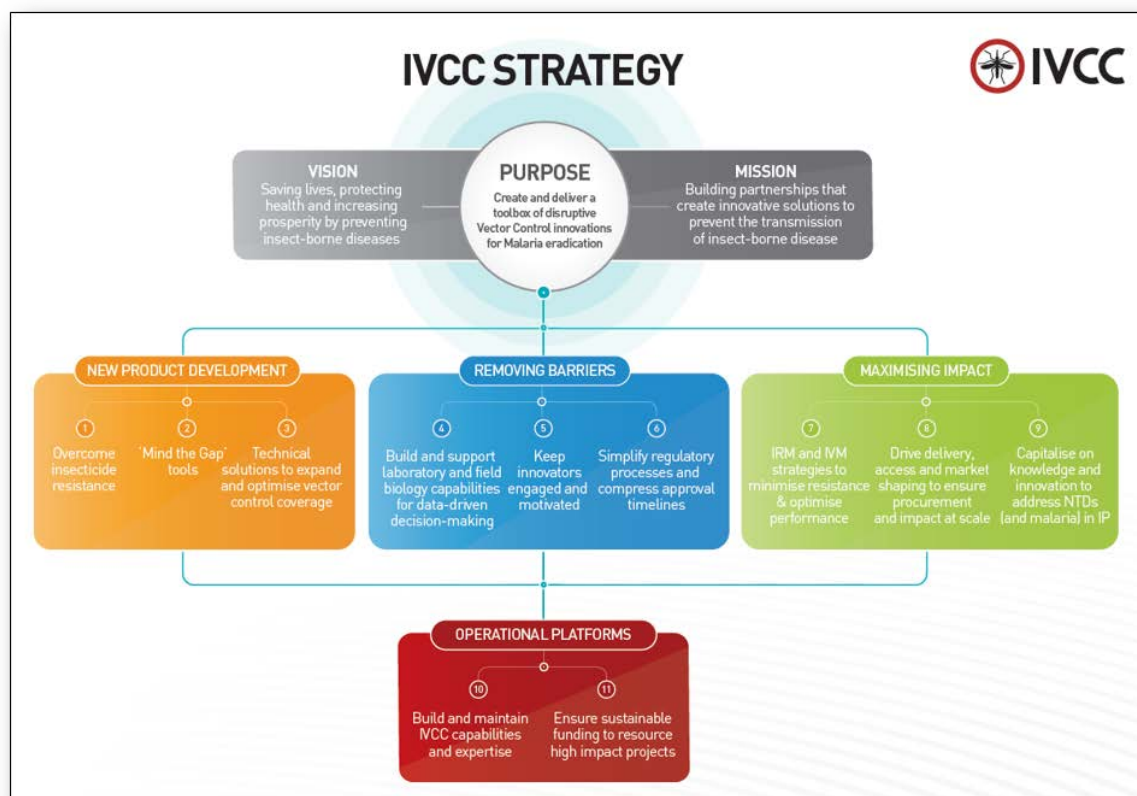 IVCC STRATEGY
IVCC
VISION
Saving lives, protecting
health and increasing
prosperity by preventing
insect-borne diseases
PURPOSE
Create and deliver a
toolbox of disruptive
Vector Control innovations
for Malaria eradication
MISSION
Building partnerships that
create innovative solutions to
prevent the transmission
of insect-borne disease
NEW PRODUCT DEVELOPMENT
1
Overcome
insecticide
resistance
2
'Mind the Gap'
tools
3
Technical
solutions to expand
and optimise vector
control coverage
REMOVING BARRIERS
4
Build and support
laboratory and field
biology capabilities
for data-driven
decision-making
5
Keep
innovators
engaged and
motivated
6
Simplify regulatory
processes and
compress approval
timelines
MAXIMISING IMPACT
7
IRM and IVM
strategies to
minimise resistance
& optimise
performance
8
Drive delivery,
access and market
shaping to ensure
procurement
and impact at scale
9
Capitalise on
knowledge and
innovation to
address NTDs
(and malaria) in IP
OPERATIONAL PLATFORMS
10
Build and maintain
IVCC capabilities
and expertise
11
Ensure sustainable
funding to resource
high impact projects